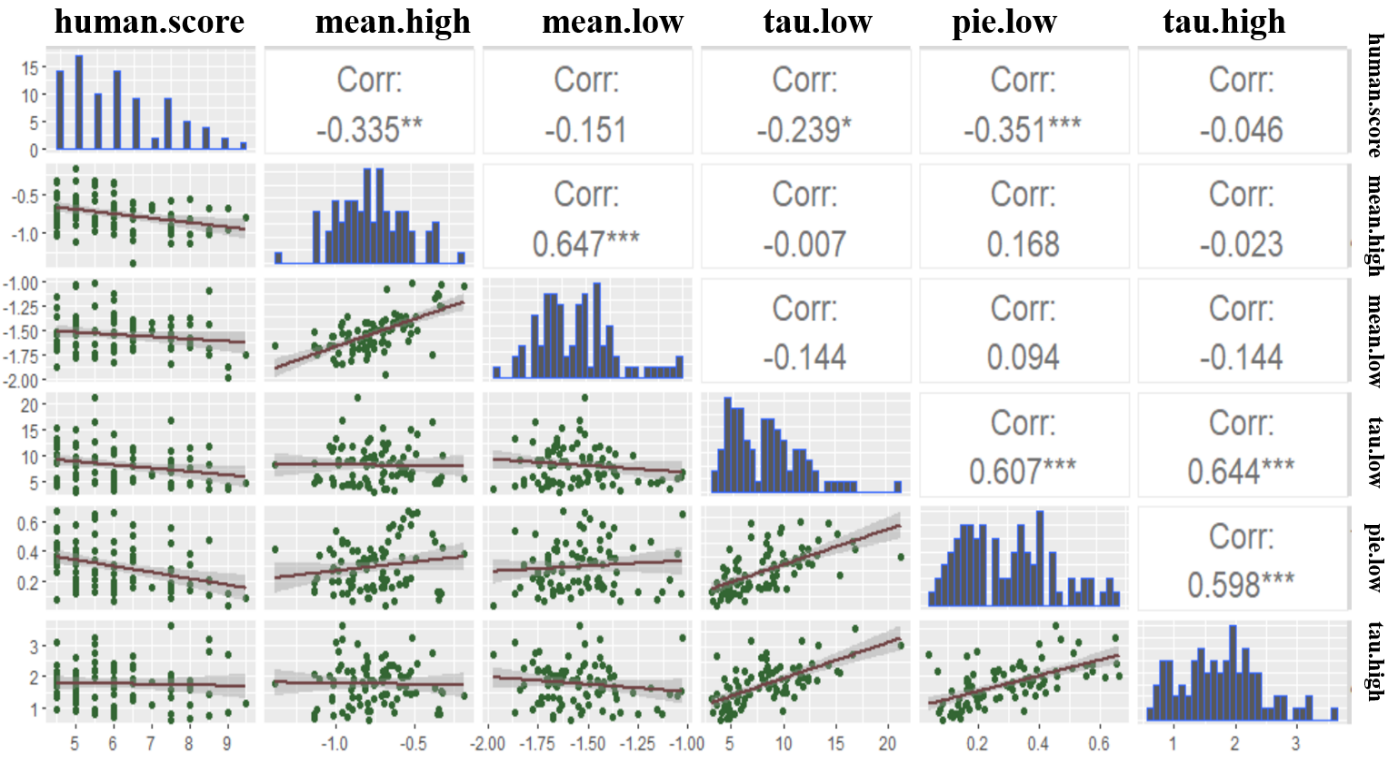 human.score mean.high mean.low tau.low pie.low tau.high
human.score
15
10
5
0
Corr:
-0.335**
Corr:
-0.151
Corr:
-0.239*
Corr:
-0.351***
Corr:
-0.046
mean.high
-0.5
-1.0
Corr:
0.647***
Corr:
-0.007
Corr:
0.168
Corr:
-0.023
mean.low
-1.00
-1.25
-1.50
-1.75
-2.00
Corr:
-0.144
Corr:
0.094
Corr:
-0.144
tau.low
20
15
10
5
Corr:
0.607***
Corr:
0.644***
pie.low
0.6
0.4
0.2
Corr:
0.598***
tau.high
3
2
1
5 6 7 8 9
-1.0 -0.5
-2.00 -1.75 -1.50 -1.25 -1.00
5 10 15 20
0.2 0.4 0.6
1 2 3